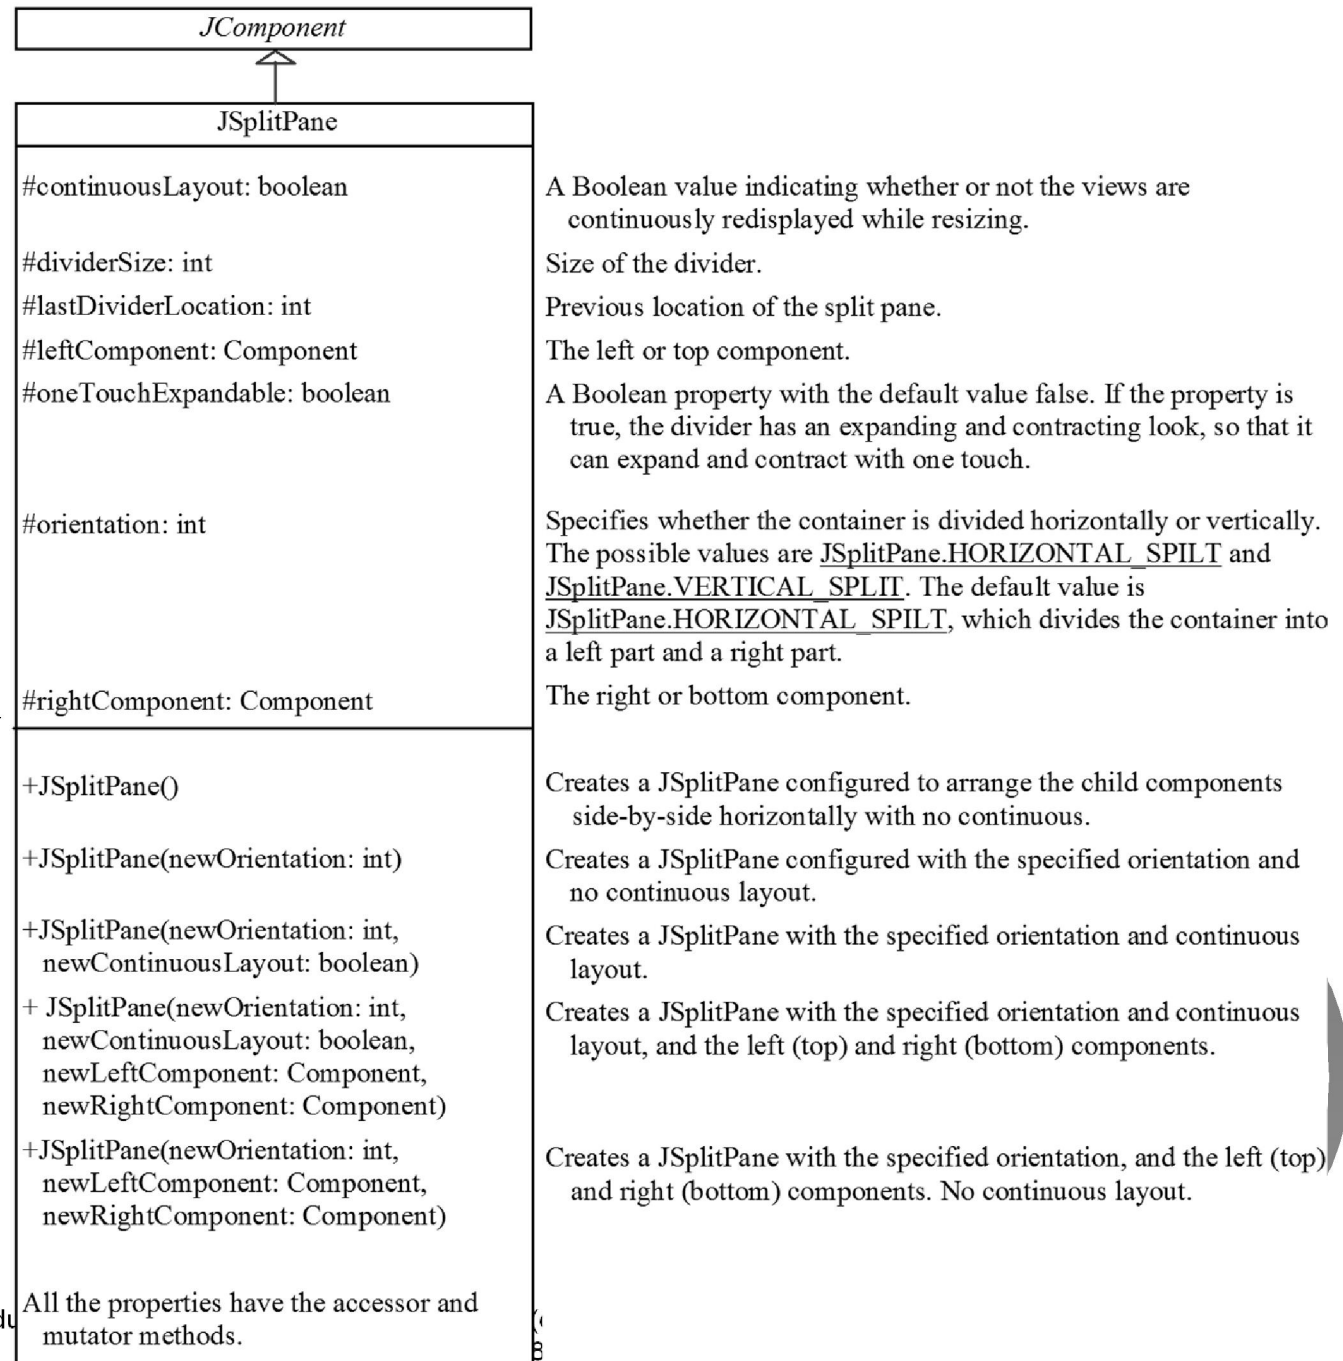 JComponent
JSplitPane
#continuousLayout: boolean
A Boolean value indicating whether or not the views are
continuously redisplayed while resizing.
#dividerSize: int
Size of the divider.
#lastDividerLocation: int
Previous location of the split pane.
#leftComponent: Component
The left or top component.
#oneTouchExpandable: boolean
A Boolean property with the default value false. If the property is
true, the divider has an expanding and contracting look, so that it
can expand and contract with one touch.
#orientation: int
Specifies whether the container is divided horizontally or vertically.
The possible values are JSplitPane.HORIZONTAL_SPILT and
JSplitPane.VERTICAL_SPLIT. The default value is
JSplitPane.HORIZONTAL_SPILT, which divides the container into
a left part and a right part.
#rightComponent: Component
The right or bottom component.
+JSplitPane()
Creates a JSplitPane configured to arrange the child components
side-by-side horizontally with no continuous.
+JSplitPane(newOrientation: int)
Creates a JSplitPane configured with the specified orientation and
no continuous layout.
+JSplitPane(newOrientation: int,
newContinuousLayout: boolean)
Creates a JSplitPane with the specified orientation and continuous
layout.
+ JSplitPane(newOrientation: int,
newContinuousLayout: boolean,
newLeftComponent: Component,
newRightComponent: Component)
Creates a JSplitPane with the specified orientation and continuous
layout, and the left (top) and right (bottom) components.
+JSplitPane(newOrientation: int,
newLeftComponent: Component,
newRightComponent: Component)
Creates a JSplitPane with the specified orientation, and the left (top)
and right (bottom) components. No continuous layout.
All the properties have the accessor and
mutator methods.